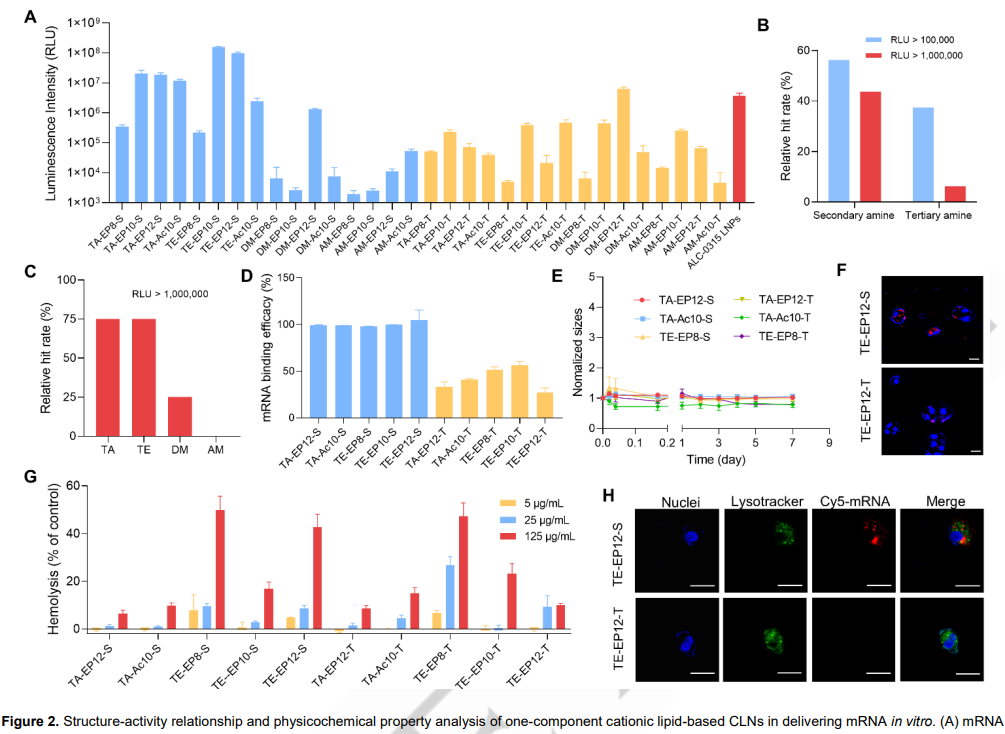 A
Luminescence Intensity (RLU)
1×10⁹
1×10⁸
1×10⁷
1×10⁶
1×10⁵
1×10⁴
1×10³
TA-EP8-S
TA-EP10-S
TA-EP12-S
TA-Ac10-S
TE-EP8-S
TE-EP10-S
TE-EP12-S
TE-Ac10-S
DM-EP8-S
DM-EP10-S
DM-EP12-S
DM-Ac10-S
AM-EP8-S
AM-EP10-S
AM-EP12-S
AM-Ac10-S
TA-EP8-T
TA-EP10-T
TA-EP12-T
TA-Ac10-T
TE-EP8-T
TE-EP10-T
TE-EP12-T
TE-Ac10-T
DM-EP8-T
DM-EP10-T
DM-EP12-T
DM-Ac10-T
AM-EP8-T
AM-EP10-T
AM-EP12-T
AM-Ac10-T
ALC-0315 LNPs
B
RLU > 100,000
RLU > 1,000,000
Relative hit rate (%)
60
40
20
0
Secondary amine
Tertiary amine
C
RLU > 1,000,000
Relative hit rate (%)
100
75
50
25
0
TA
TE
DM
AM
D
mRNA binding efficacy (%)
150
100
50
0
TA-EP12-S
TA-Ac10-S
TE-EP8-S
TE-EP10-S
TE-EP12-S
TA-EP12-T
TA-Ac10-T
TE-EP8-T
TE-EP10-T
TE-EP12-T
E
Nomalized sizes
5
4
3
2
1
0
TA-EP12-S
TA-Ac10-S
TE-EP8-S
TA-EP12-T
TA-Ac10-T
TE-EP8-T
0.0 0.1 0.2 1 3 5 7 9
Time (day)
F
TE-EP12-S
TE-EP12-T
G
Hemolysis (% of control)
60
40
20
0
5 µg/mL
25 µg/mL
125 µg/mL
TA-EP12-S
TA-Ac10-S
TE-EP8-S
TE--EP10-S
TE-EP12-S
TA-EP12-T
TA-Ac10-T
TE-EP8-T
TE--EP10-T
TE-EP12-T
H
Nuclei Lysotracker Cy5-mRNA Merge
TE-EP12-S
TE-EP12-T
Figure 2. Structure-activity relationship and physicochemical property analysis of one-component cationic lipid-based CLNs in delivering mRNA in vitro. (A) mRNA